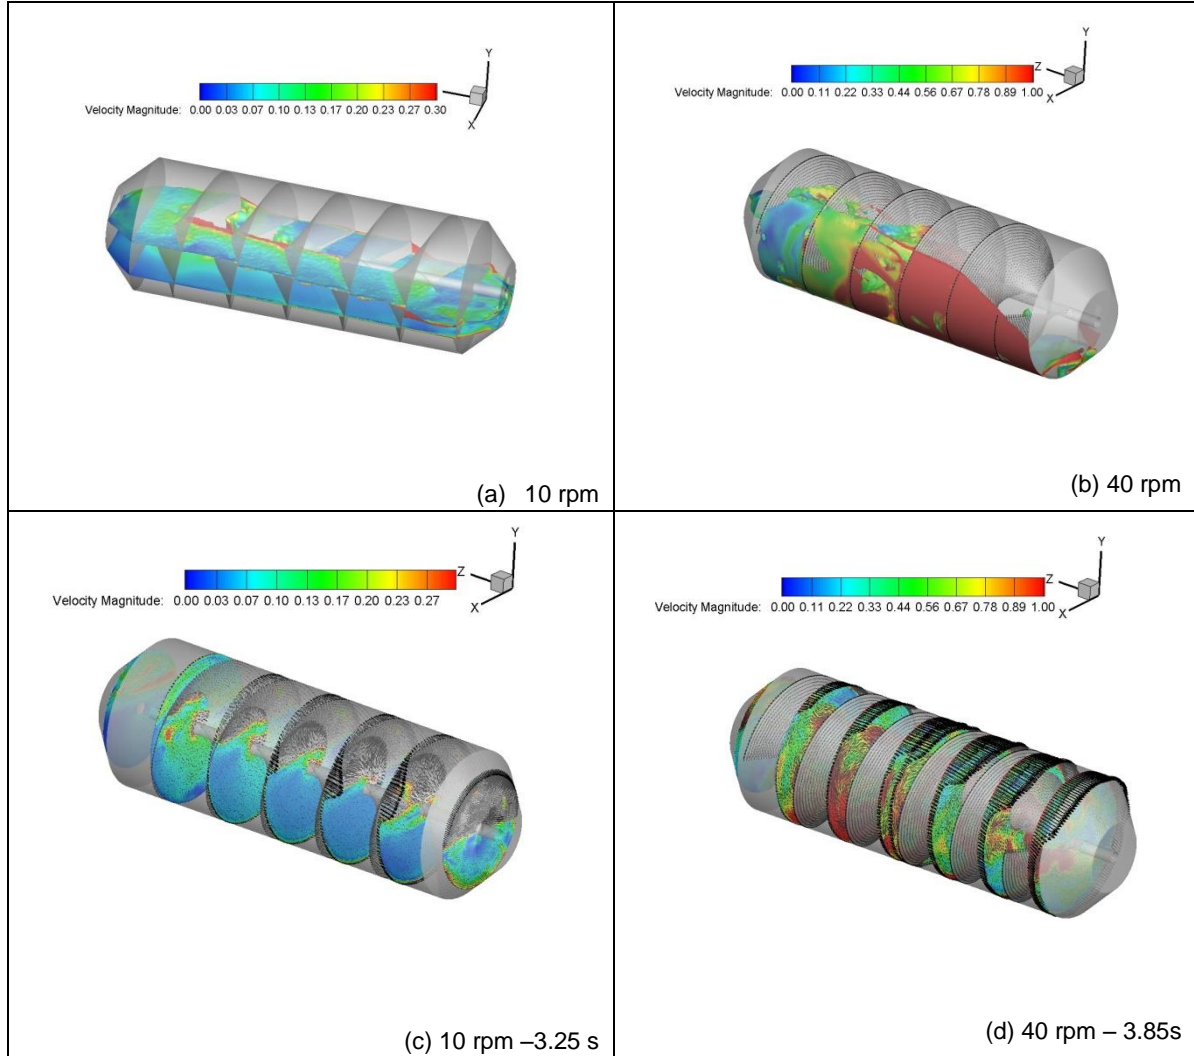 Y
X
Velocity Magnitude: 0.00 0.03 0.07 0.10 0.13 0.17 0.20 0.23 0.27 0.30
(a) 10 rpm
Y
Z
X
Velocity Magnitude: 0.00 0.11 0.22 0.33 0.44 0.56 0.67 0.78 0.89 1.00
(b) 40 rpm
Y
Z
X
Velocity Magnitude: 0.00 0.03 0.07 0.10 0.13 0.17 0.20 0.23 0.27
(c) 10 rpm –3.25 s
Y
Z
X
Velocity Magnitude: 0.00 0.11 0.22 0.33 0.44 0.56 0.67 0.78 0.89 1.00
(d) 40 rpm – 3.85s